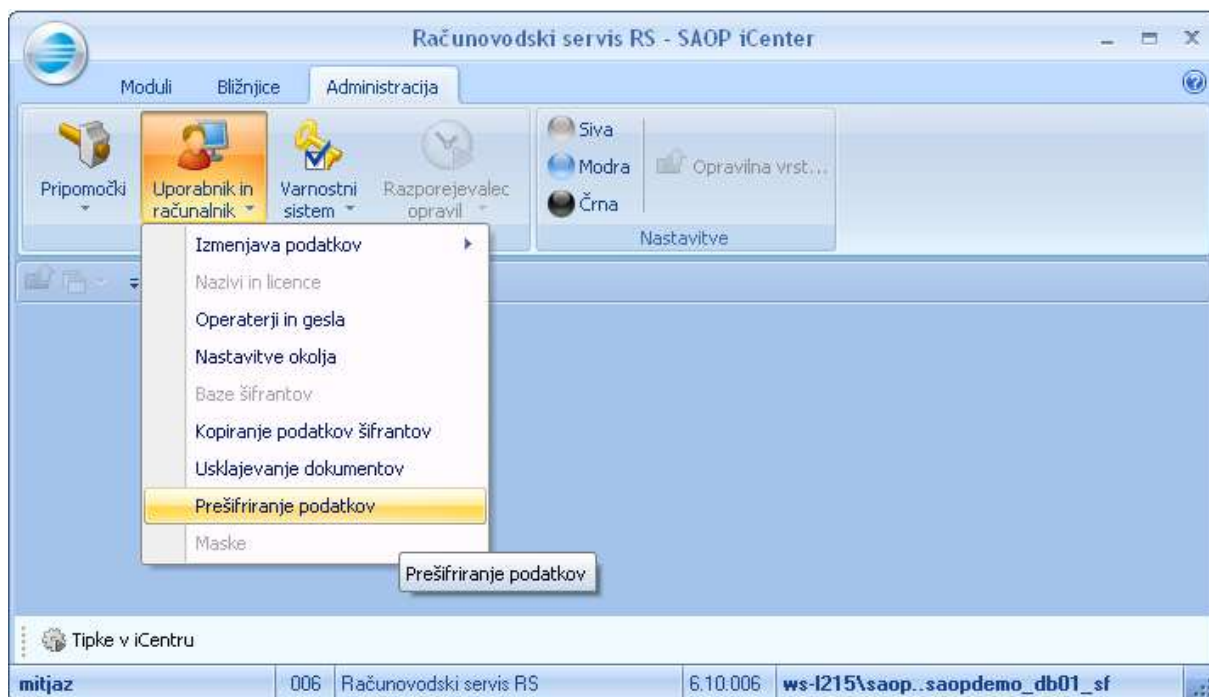 Računovodski servis RS - SAOP iCenter
Moduli Bližnjice Administracija
Pripomočki
Uporabnik in računalnik
Varnostni sistem
Razporejevalec opravil
Siva
Modra
Črna
Opravilna vrst...
Nastavitve
Izmenjava podatkov
Nazivi in licence
Operaterji in gesla
Nastavitve okolja
Baze šifrantov
Kopiranje podatkov šifrantov
Usklajevanje dokumentov
Prešifriranje podatkov
Maske
Prešifriranje podatkov
Tipke v iCentru
mitjaz 006 Računovodski servis RS 6.10.006 ws-l215\saop..saopdemo_db01_sf